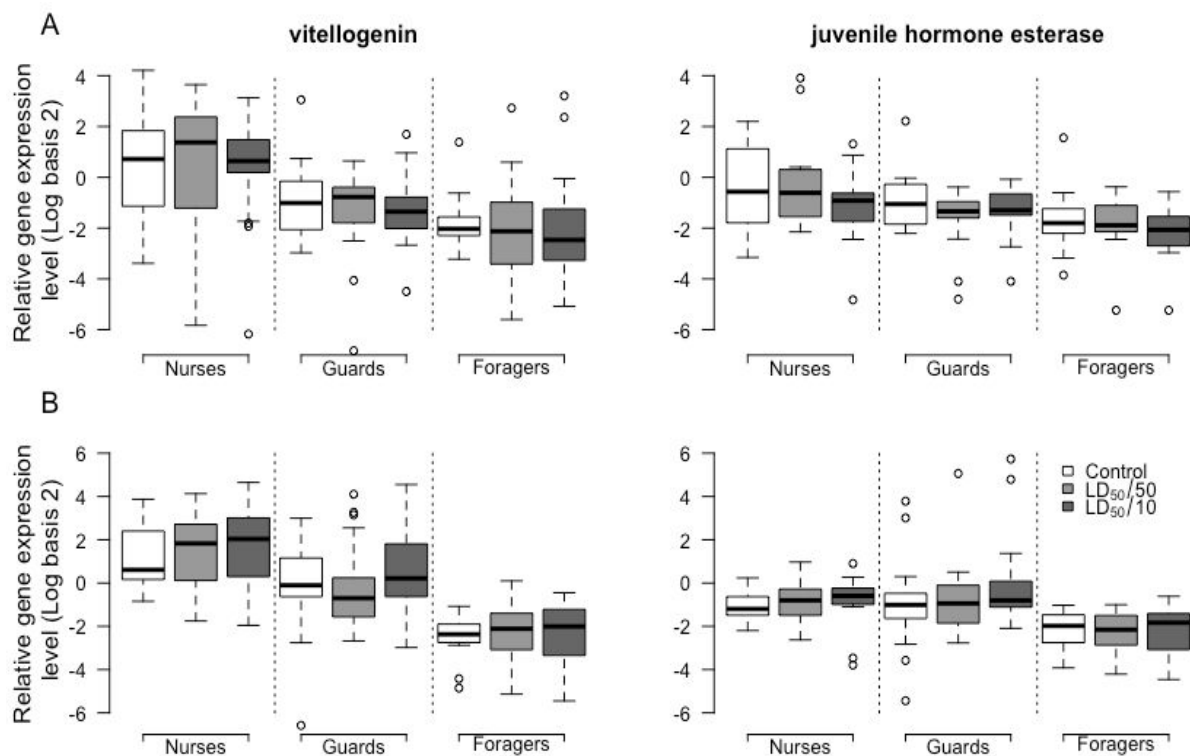 A
vitellogenin
juvenile hormone esterase
Relative gene expression
level (Log basis 2)
4
2
0
-2
-4
-6
Nurses
Guards
Foragers
4
2
0
-2
-4
-6
Nurses
Guards
Foragers
B
Relative gene expression
level (Log basis 2)
6
4
2
0
-2
-4
-6
Nurses
Guards
Foragers
6
4
2
0
-2
-4
-6
Control
LD₅₀/50
LD₅₀/10
Nurses
Guards
Foragers